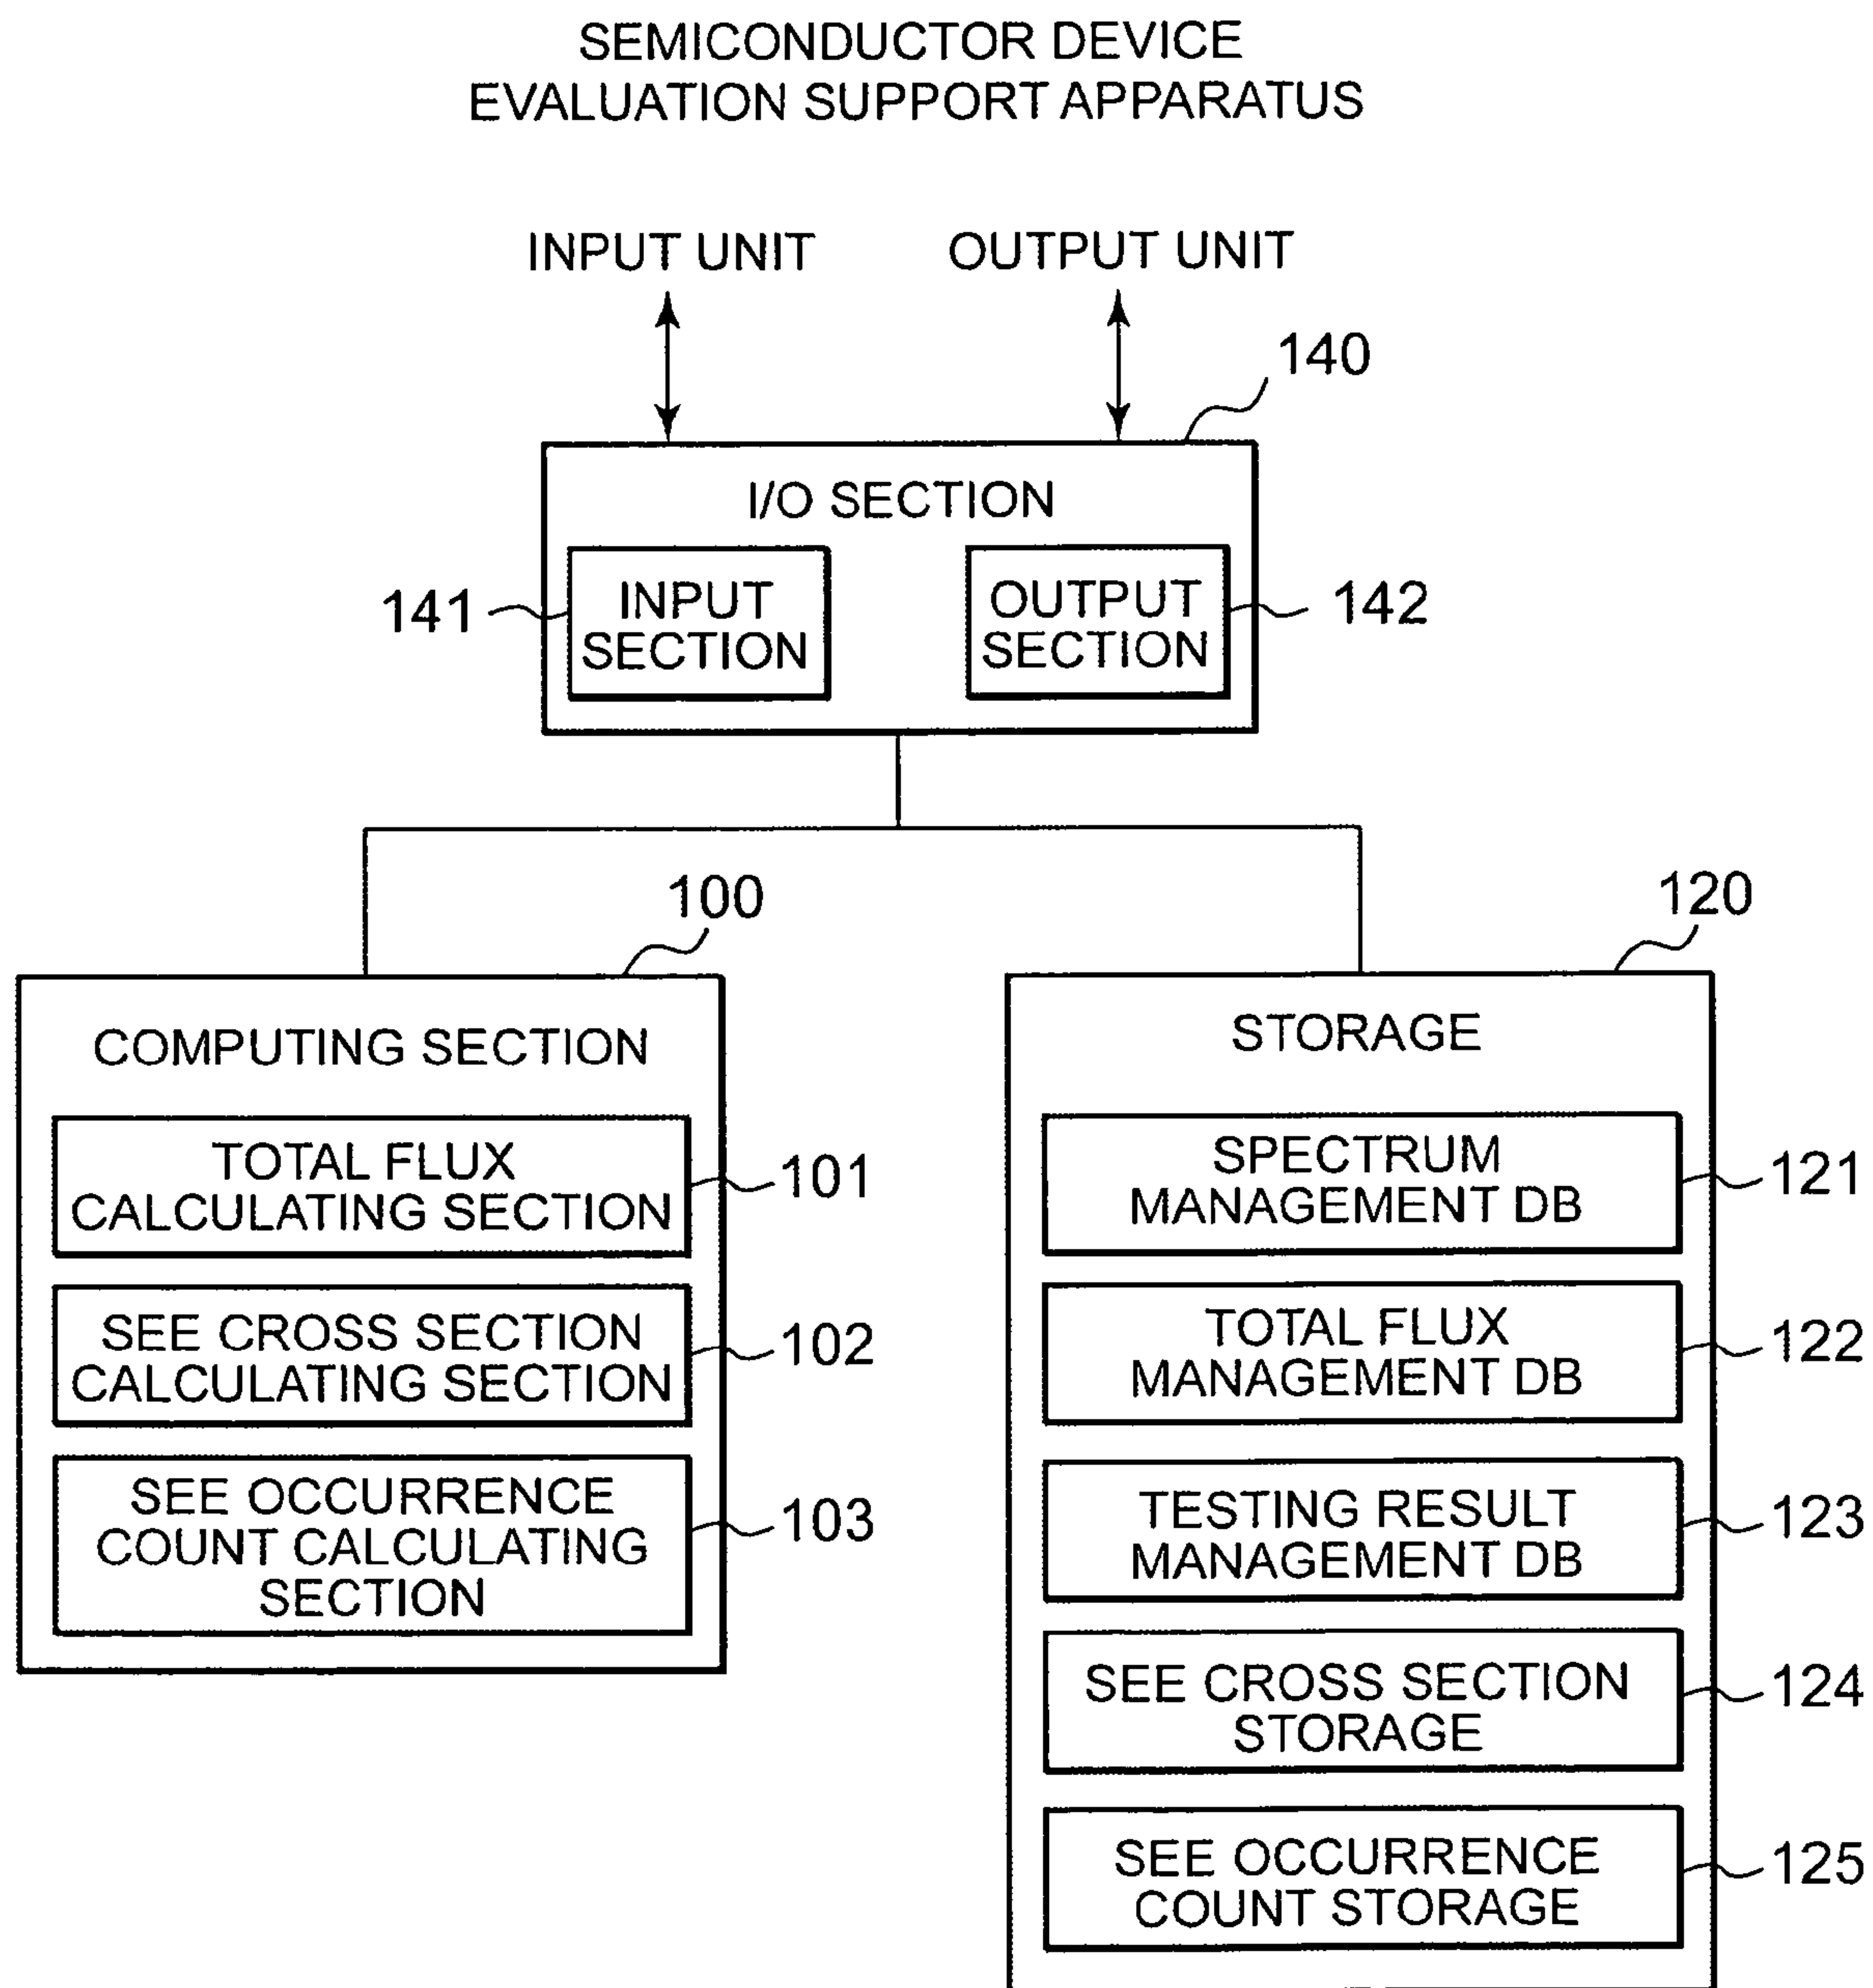 SEMICONDUCTOR DEVICE
EVALUATION SUPPORT APPARATUS
INPUT UNIT
OUTPUT UNIT
140
I/O SECTION
141
INPUT
SECTION
OUTPUT
SECTION
142
100
COMPUTING SECTION
TOTAL FLUX
CALCULATING SECTION
101
SEE CROSS SECTION
CALCULATING SECTION
102
SEE OCCURRENCE
COUNT CALCULATING
SECTION
103
120
STORAGE
SPECTRUM
MANAGEMENT DB
121
TOTAL FLUX
MANAGEMENT DB
122
TESTING RESULT
MANAGEMENT DB
123
SEE CROSS SECTION
STORAGE
124
SEE OCCURRENCE
COUNT STORAGE
125